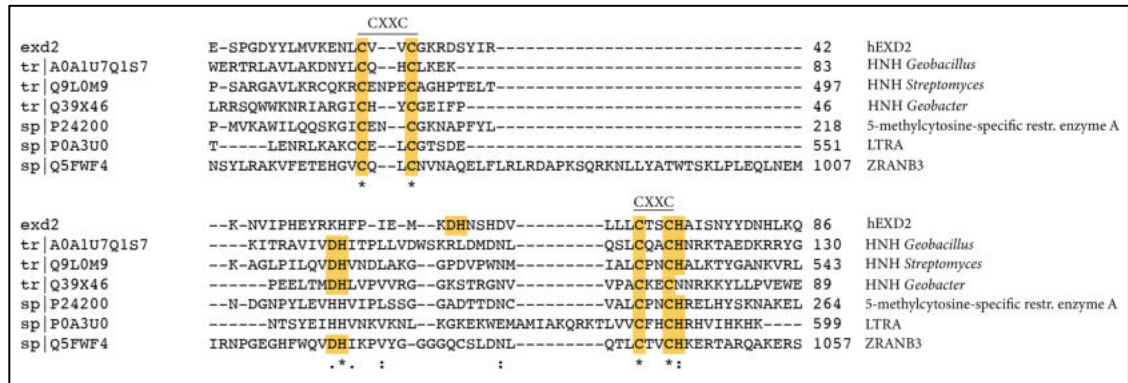 CXXC
exd2 E-SPGDYYLMVKENLCV--VCGKRDSYIR-------------------------------- 42 hEXD2
tr|A0A1U7Q1S7 WERTRLAVLAKDNYLCQ--HCLKEK----------------------------------- 83 HNH Geobacillus
tr|Q9L0M9 P-SARGAVLKRCQKRCENPECAGHPTELT------------------------------- 497 HNH Streptomyces
tr|Q39X46 LRRSQWWKNRIARGICH--YCGEIFP---------------------------------- 46 HNH Geobacter
sp|P24200 P-MVKAWILQQSKGICEN--CGKNAPFYL------------------------------- 218 5-methylcytosine-specific restr. enzyme A
sp|P0A3U0 T-----LENRLKAKCCE--LCGTSDE---------------------------------- 551 LTRA
sp|Q5FWF4 NSYLRAKVFETEHGVCQ--LCNVNAQELFLRLRDAPKSQRKNLLYATWTSKLPLEQLNEM 1007 ZRANB3
* *
CXXC
exd2 --K-NVIPHEYRKHFP-IE-M--KDHNSHDV---------LLLCTSCHAISNYYDNHLKQ 86 hEXD2
tr|A0A1U7Q1S7 ----KITRAVIVDHITPLLVDWSKRLDMDNL---------QSLCQACHNRKTAEDKRRYG 130 HNH Geobacillus
tr|Q9L0M9 --K-AGLPILQVDHVNDLAKG--GPDVPWNM---------IALCPNCHALKTYGANKVRL 543 HNH Streptomyces
tr|Q39X46 -----PEELTMDHLVPVVRG--GKSTRGNV---------VPACKECNNRKKYLLPVEWE 89 HNH Geobacter
sp|P24200 --N-DGNPYLEVHHVIPLSSG--GADTTDNC---------VALCPNCHRELHYSKNAKEL 264 5-methylcytosine-specific restr. enzyme A
sp|P0A3U0 ----NTSYEIHHVNKVKNL--KGKEKWEMAMIAKQRKTLVVCFHCHRHVIHKHK---- 599 LTRA
sp|Q5FWF4 IRNPGEGHFWQVDHIKPVYG-GGGQCSLDNL---------QTLCTVCHKERTARQAKERS 1057 ZRANB3
.*. : : * *: